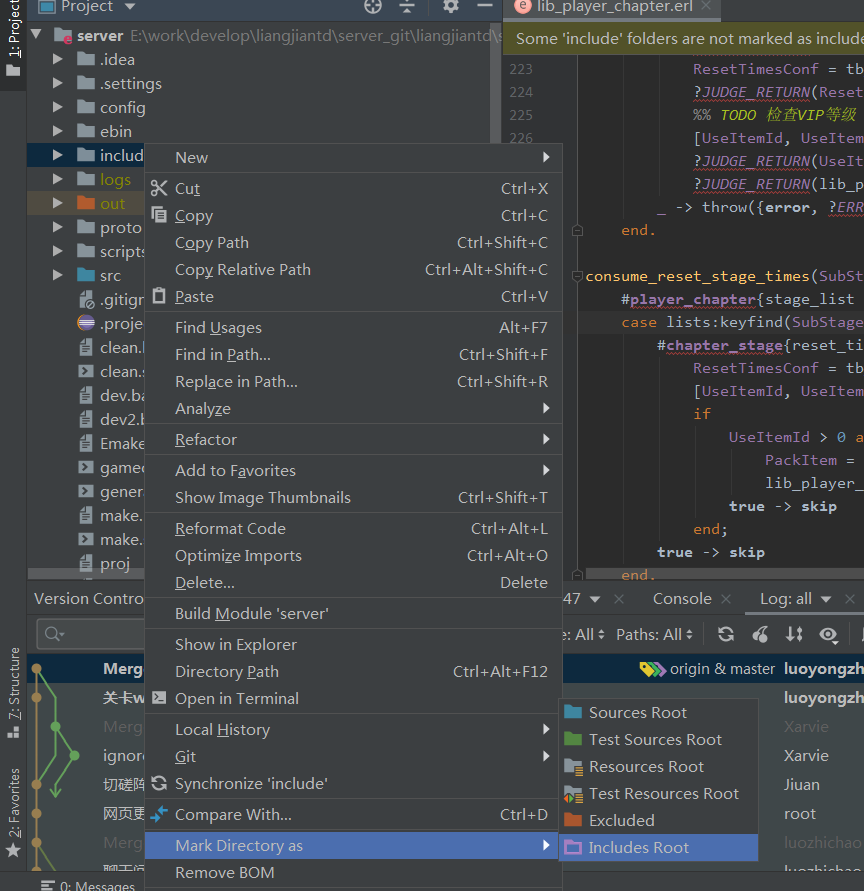 1: Project
Project
lib_player_chapter.erl
server E:\work\develop\liangjiantd\server_git\liangjiantd\
Some 'include' folders are not marked as include
.idea
.settings
config
ebin
includ
logs
out
proto
scripts
src
.gitign
.proje
clean.
clean.s
dev.ba
dev2.b
Emake
game
gener
make.
make.
proj
223 ResetTimesConf = tb
224 ?JUDGE_RETURN(Reset
225 %% TODO 检查VIP等级
226 [UseItemId, UseItem
?JUDGE_RETURN(UseIt
?JUDGE_RETURN(lib_p
_ -> throw({error, ?ERR
end.
consume_reset_stage_times(SubSt
#player_chapter{stage_list
case lists:keyfind(SubStage
#chapter_stage{reset_ti
ResetTimesConf = tb
[UseItemId, UseItem
if
UseItemId > 0 a
PackItem =
lib_player_
true -> skip
end;
true -> skip
end.
New
Cut Ctrl+X
Copy Ctrl+C
Copy Path Ctrl+Shift+C
Copy Relative Path Ctrl+Alt+Shift+C
Paste Ctrl+V
Find Usages Alt+F7
Find in Path... Ctrl+Shift+F
Replace in Path... Ctrl+Shift+R
Analyze
Refactor
Add to Favorites
Show Image Thumbnails Ctrl+Shift+T
Reformat Code Ctrl+Alt+L
Optimize Imports Ctrl+Alt+O
Delete... Delete
Build Module 'server'
Show in Explorer
Directory Path Ctrl+Alt+F12
Open in Terminal
Local History
Git
Synchronize 'include'
Compare With... Ctrl+D
Mark Directory as
Remove BOM
Sources Root
Test Sources Root
Resources Root
Test Resources Root
Excluded
Includes Root
Version Contro
47
Console
Log: all
e: All
Paths: All
Merg
origin & master
luoyongzh
关卡w
luoyongzh
Merg
Xarvie
ignor
Xarvie
切磋阵
Jiuan
网页更
root
Merg
luozhichao
聊天
luozhichao
7: Structure
2: Favorites
0: Messages